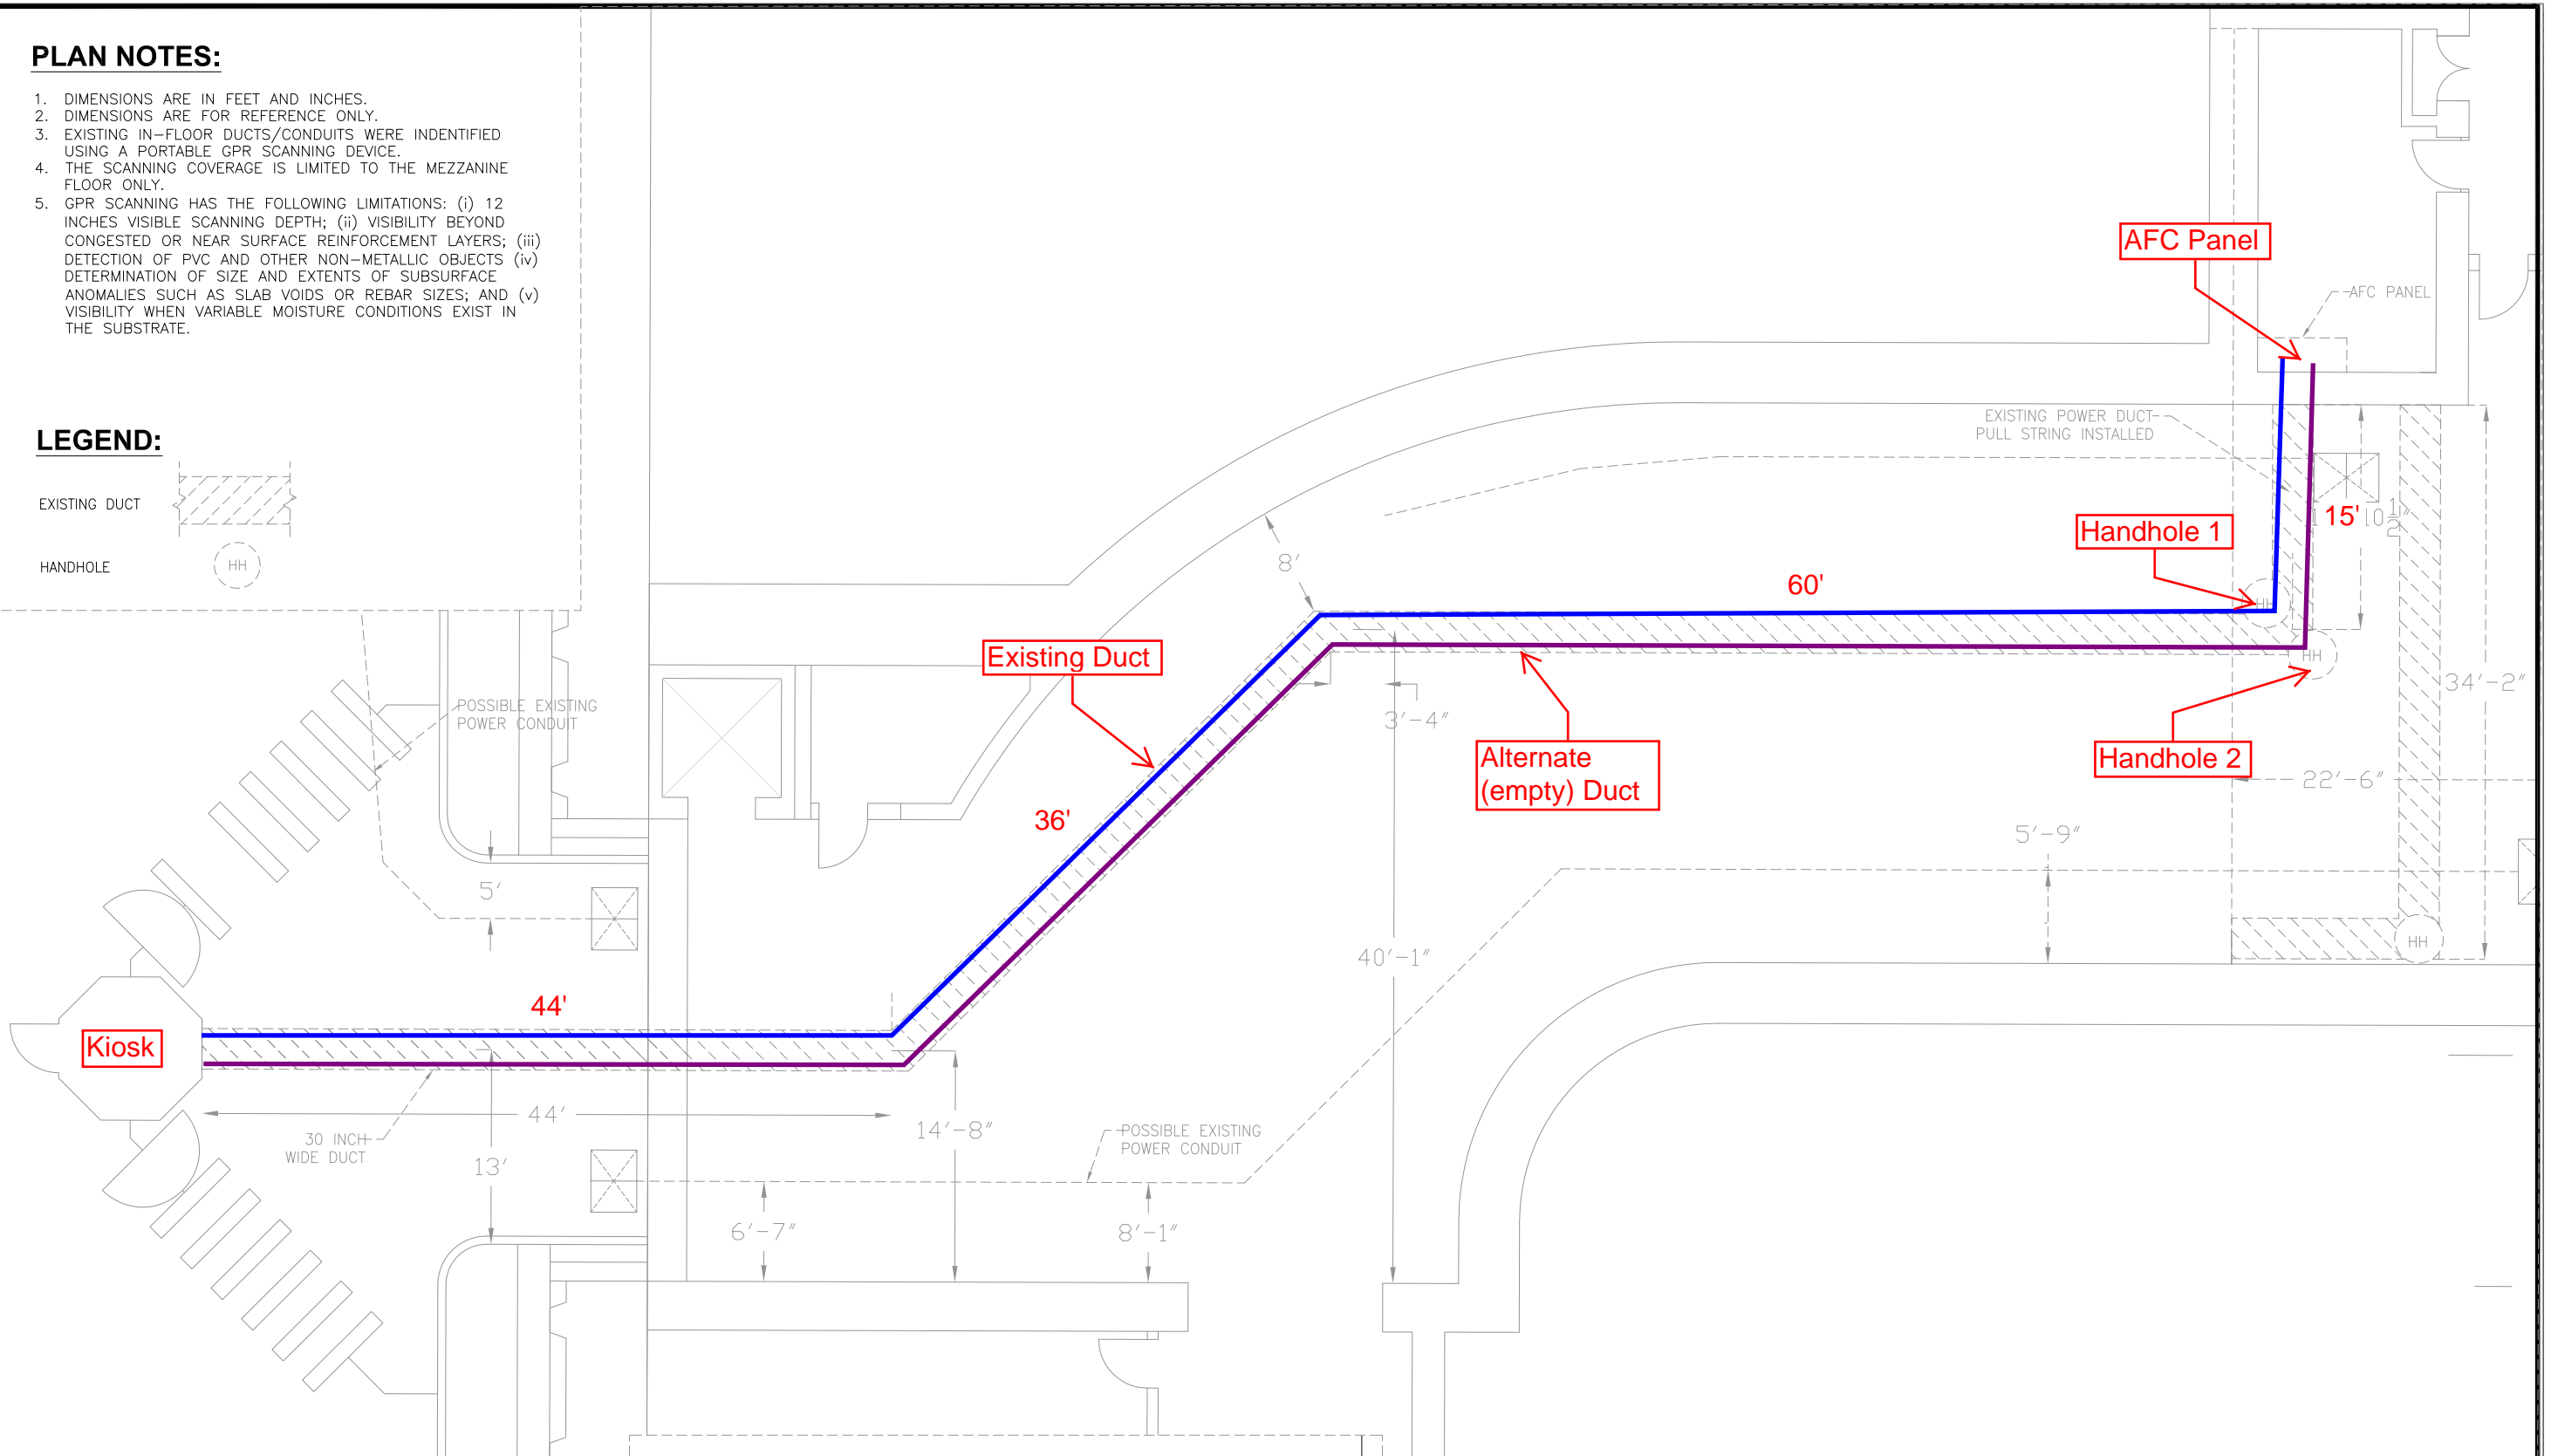 PLAN NOTES:
1. DIMENSIONS ARE IN FEET AND INCHES.
2. DIMENSIONS ARE FOR REFERENCE ONLY.
3. EXISTING IN-FLOOR DUCTS/CONDUITS WERE INDENTIFIED
USING A PORTABLE GPR SCANNING DEVICE.
4. THE SCANNING COVERAGE IS LIMITED TO THE MEZZANINE
FLOOR ONLY.
5. GPR SCANNING HAS THE FOLLOWING LIMITATIONS: (i) 12
INCHES VISIBLE SCANNING DEPTH; (ii) VISIBILITY BEYOND
CONGESTED OR NEAR SURFACE REINFORCEMENT LAYERS; (iii)
DETECTION OF PVC AND OTHER NON-METALLIC OBJECTS (iv)
DETERMINATION OF SIZE AND EXTENTS OF SUBSURFACE
ANOMALIES SUCH AS SLAB VOIDS OR REBAR SIZES; AND (v)
VISIBILITY WHEN VARIABLE MOISTURE CONDITIONS EXIST IN
THE SUBSTRATE.
LEGEND:
EXISTING DUCT
HANDHOLE
HH
AFC Panel
AFC PANEL
EXISTING POWER DUCT
PULL STRING INSTALLED
15'
10 1/2"
Handhole 1
8'
60'
HH
Existing Duct
HH
34'-2"
POSSIBLE EXISTING
POWER CONDUIT
3'-4"
Alternate
(empty) Duct
Handhole 2
22'-6"
36'
5'-9"
5'
40'-1"
HH
44'
Kiosk
44'
14'-8"
30 INCH
WIDE DUCT
13'
POSSIBLE EXISTING
POWER CONDUIT
6'-7"
8'-1"